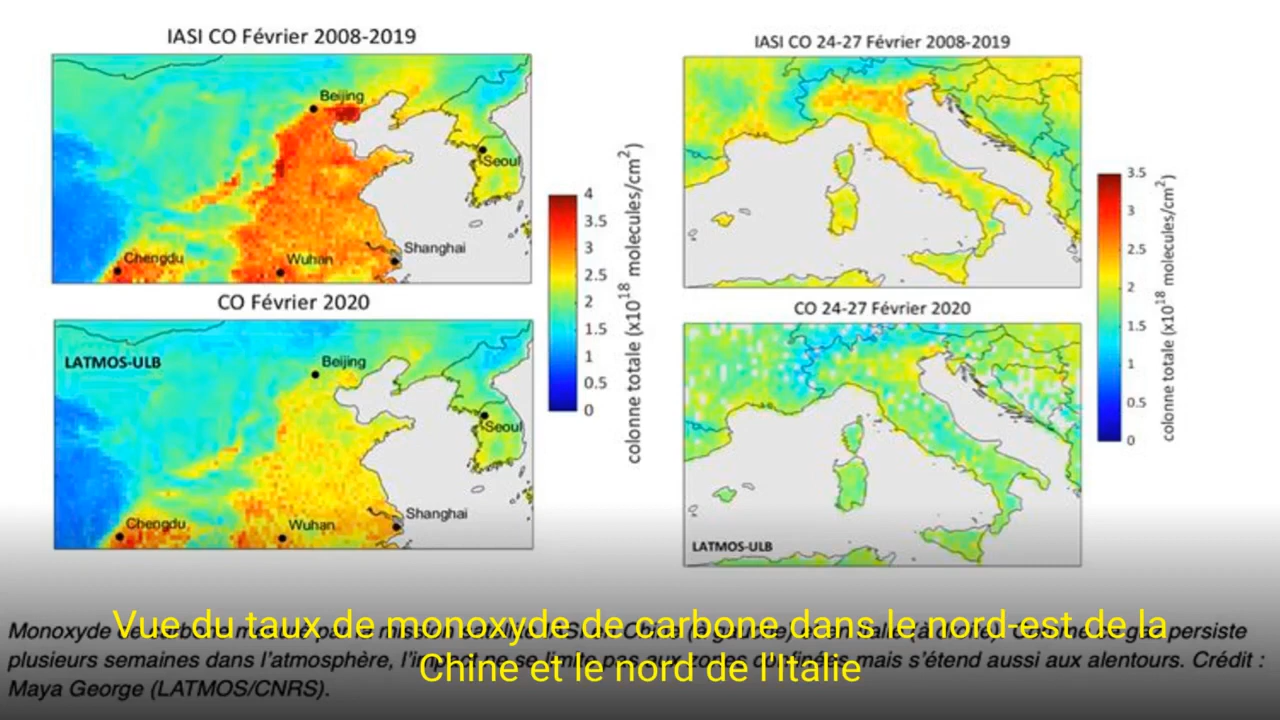 IASI CO Février 2008-2019
Beijing
Seoul
Chengdu
Wuhan
Shanghai
CO Février 2020
LATMOS-ULB
Beijing
Seoul
Chengdu
Wuhan
Shanghai
4
3.5
3
2.5
2
1.5
1
0.5
0
colonne totale (x10¹⁸ molecules/cm²)
IASI CO 24-27 Février 2008-2019
CO 24-27 Février 2020
LATMOS-ULB
3.5
3
2.5
2
1.5
1
0.5
0
colonne totale (x10¹⁸ molecules/cm²)
Vue du taux de monoxyde de carbone dans le nord-est de la
Chine et le nord de l'Italie
Monoxyde de carbone persiste
plusieurs semaines dans l'atmosphère, mais s'étend aussi aux alentours. Crédit :
Maya George (LATMOS/CNRS).